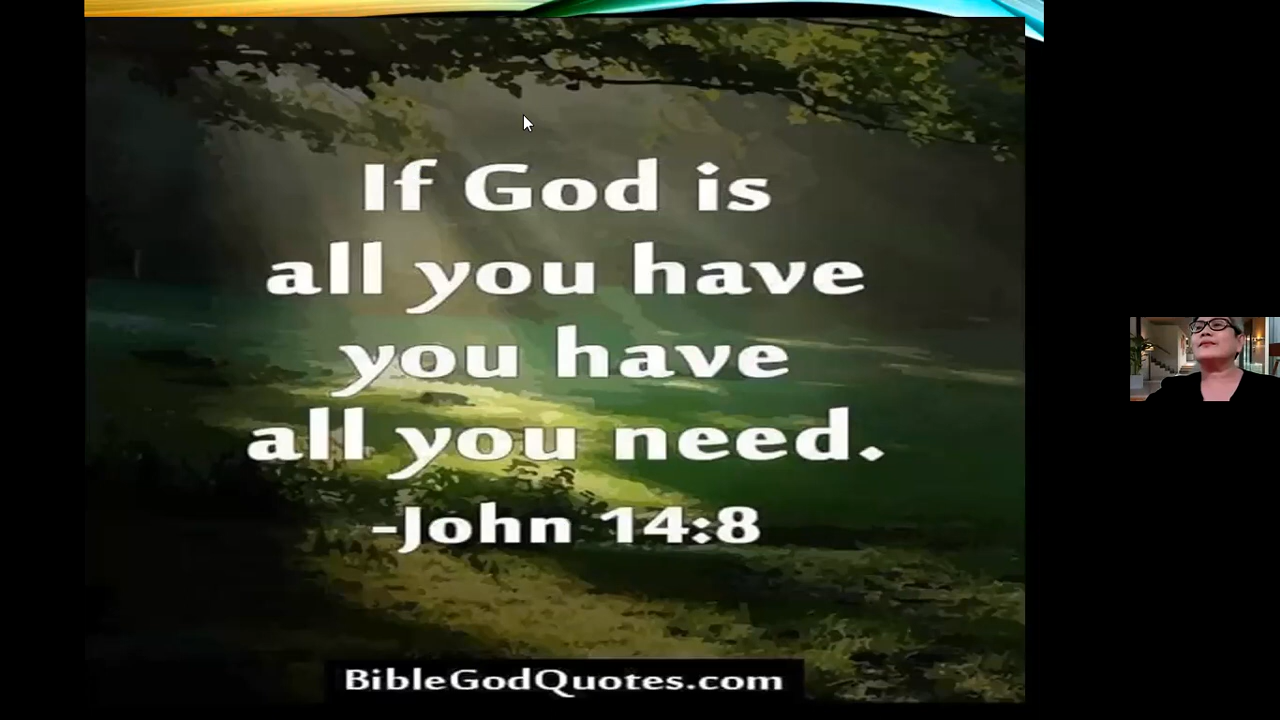 If God is
all you have
you have
all you need.
-John 14:8
BibleGodQuotes.com